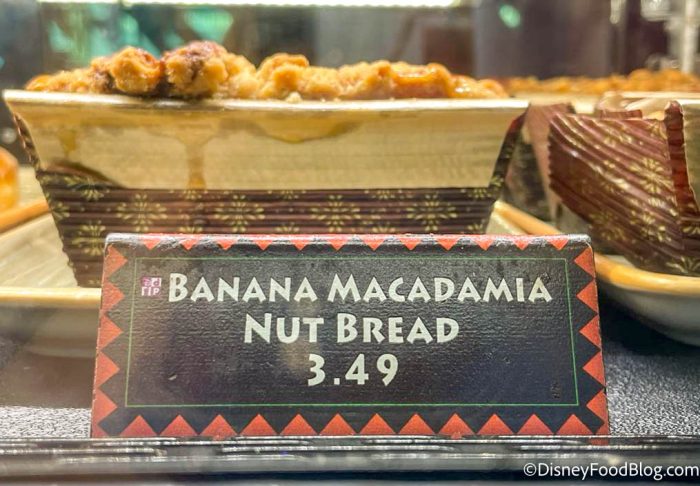 BANANA MACADAMIA
NUT BREAD
3.49
©DisneyFoodBlog.com